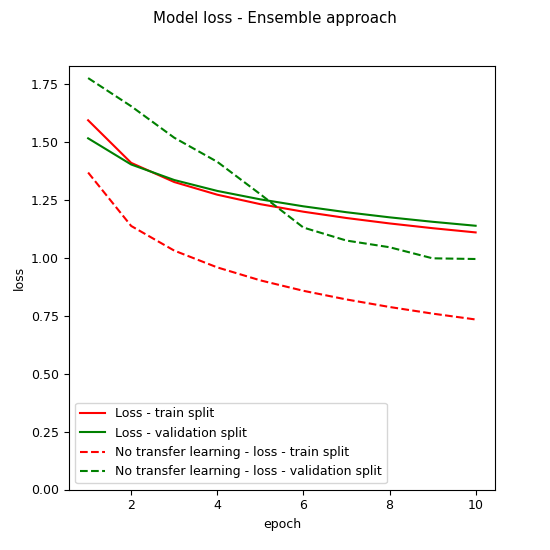 Model loss - Ensemble approach
1.75
1.50
1.25
1.00
0.75
0.50
0.25
0.00
loss
Loss - train split
Loss - validation split
No transfer learning - loss - train split
No transfer learning - loss - validation split
2 4 6 8 10
epoch